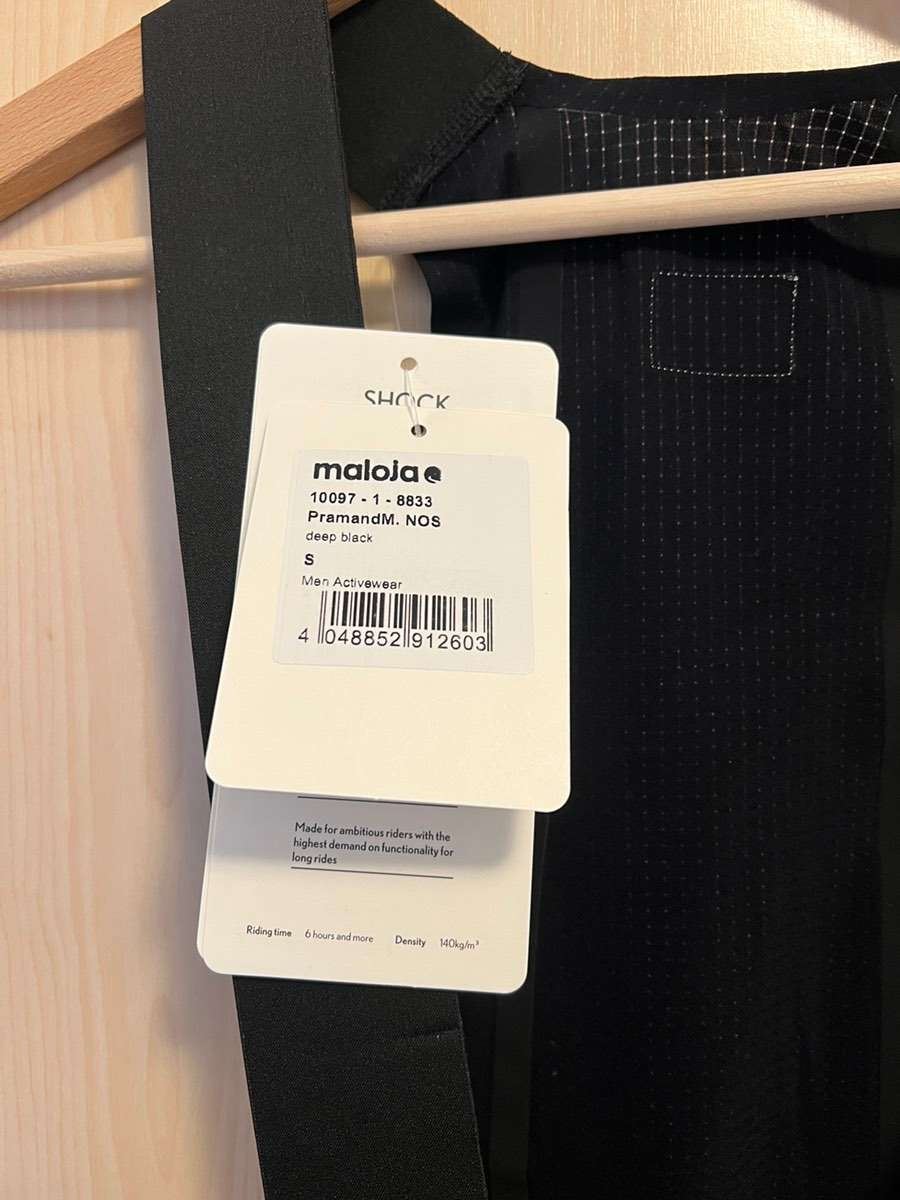 SHOCK
maloja
10097 - 1 - 8833
PramandM. NOS
deep black
S
Men Activewear
4 048852 912603
Made for ambitious riders with the
highest demand on functionality for
long rides
Riding time 6 hours and more Density 140kg/m³